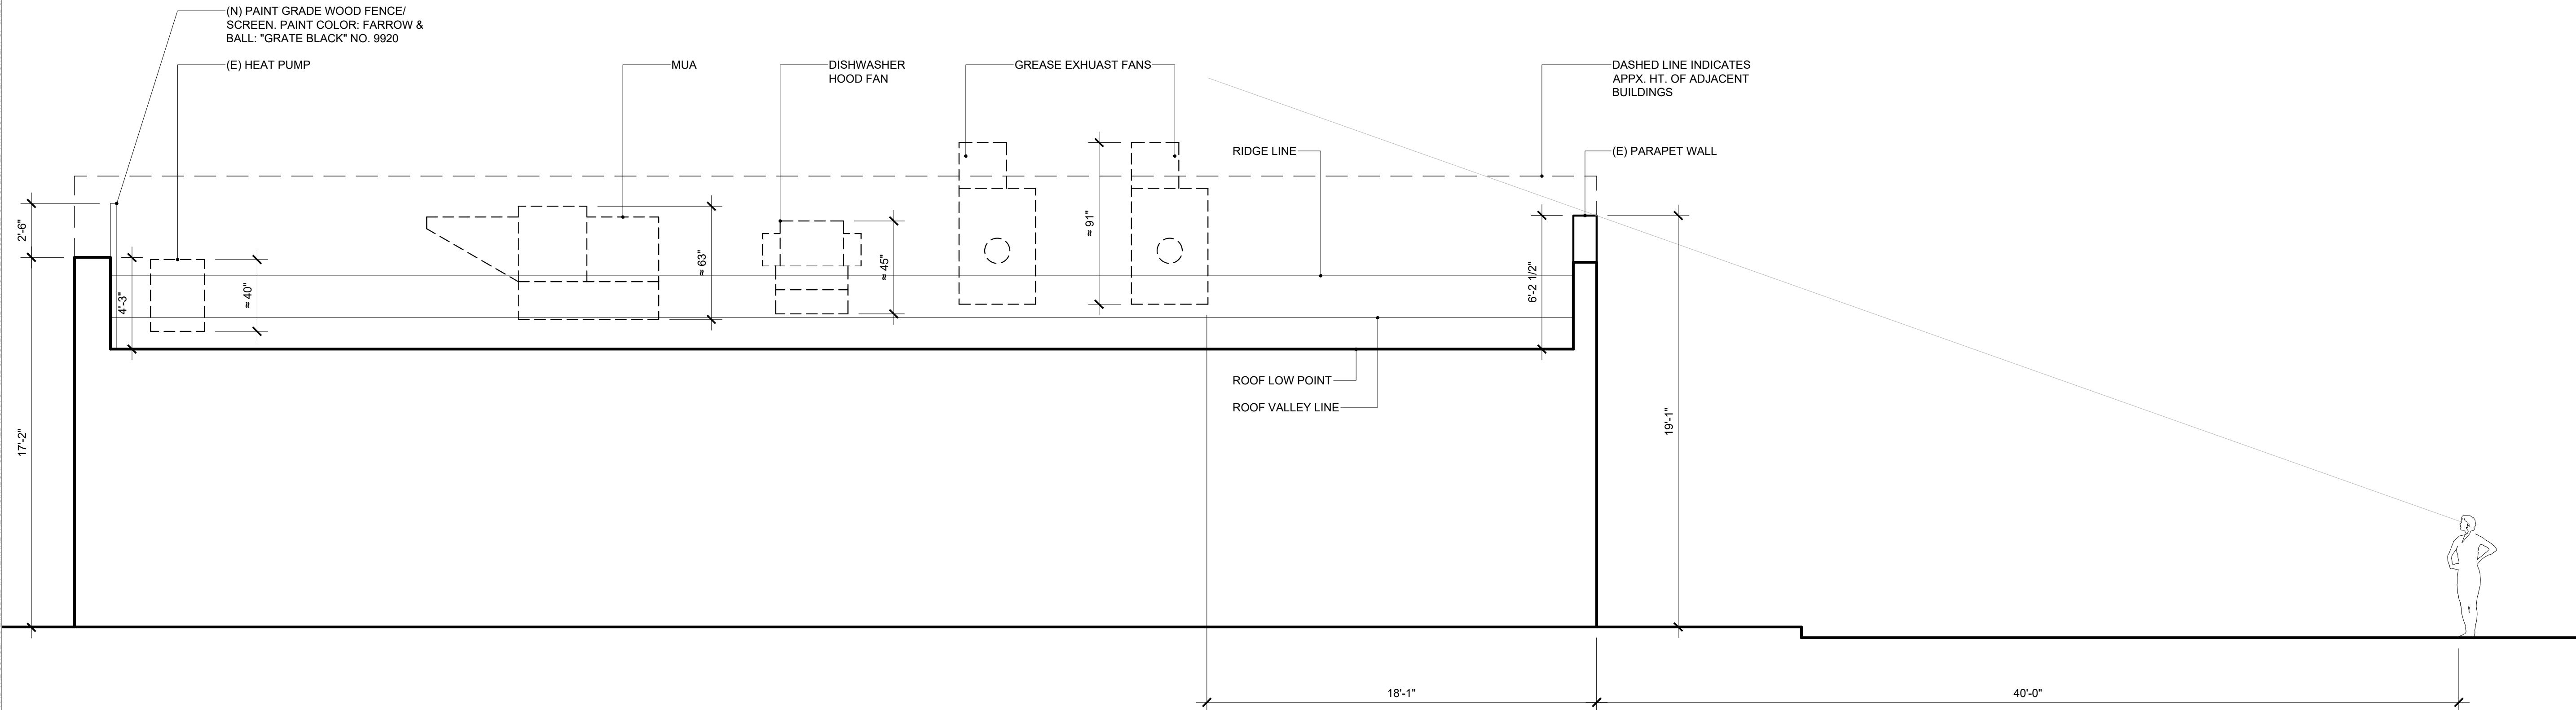 (N) PAINT GRADE WOOD FENCE/
SCREEN. PAINT COLOR: FARROW &
BALL: "GRATE BLACK" NO. 9920
(E) HEAT PUMP
MUA
DISHWASHER
HOOD FAN
GREASE EXHUAST FANS
DASHED LINE INDICATES
APPX. HT. OF ADJACENT
BUILDINGS
RIDGE LINE
(E) PARAPET WALL
2'-6"
4'-3"
≈ 40"
≈ 63"
≈ 45"
≈ 91"
6'-2 1/2"
17'-2"
19'-1"
ROOF LOW POINT
ROOF VALLEY LINE
18'-1"
40'-0"